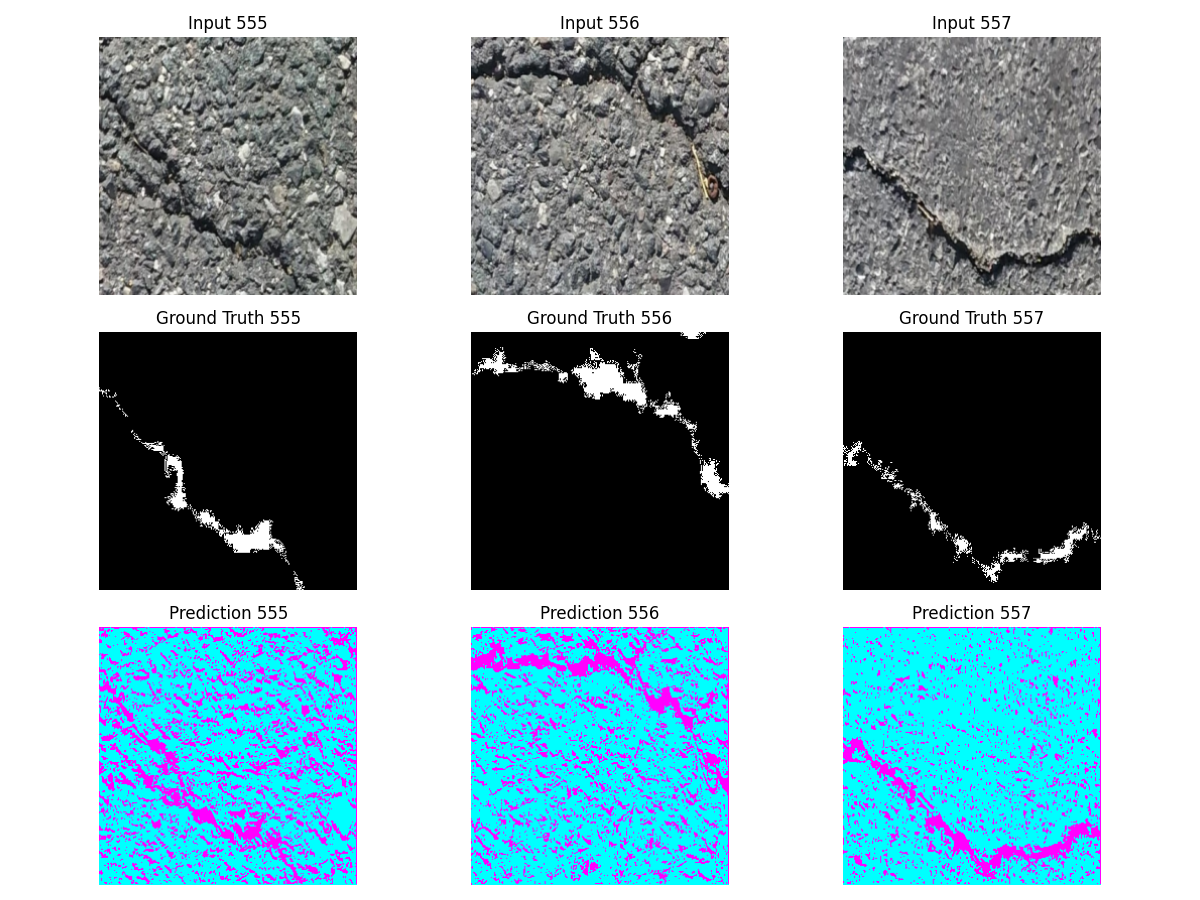 Input 555
Input 556
Input 557
Ground Truth 555
Ground Truth 556
Ground Truth 557
Prediction 555
Prediction 556
Prediction 557